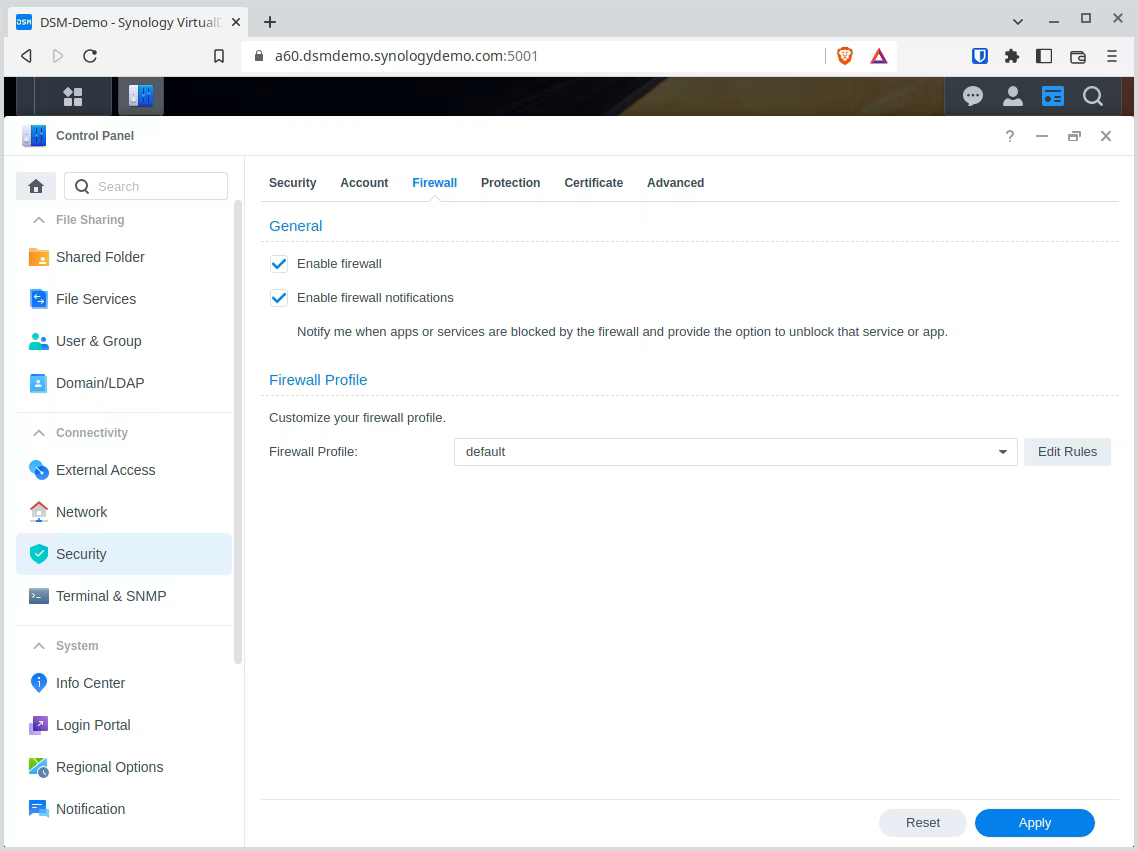 DSM
DSM-Demo - Synology VirtualD
a60.dsmdemo.synologydemo.com:5001
Control Panel
?
Search
File Sharing
Shared Folder
File Services
User & Group
Domain/LDAP
Connectivity
External Access
Network
Security
Terminal & SNMP
System
Info Center
Login Portal
Regional Options
Notification
Security Account Firewall Protection Certificate Advanced
General
Enable firewall
Enable firewall notifications
Notify me when apps or services are blocked by the firewall and provide the option to unblock that service or app.
Firewall Profile
Customize your firewall profile.
Firewall Profile: default Edit Rules
Reset Apply